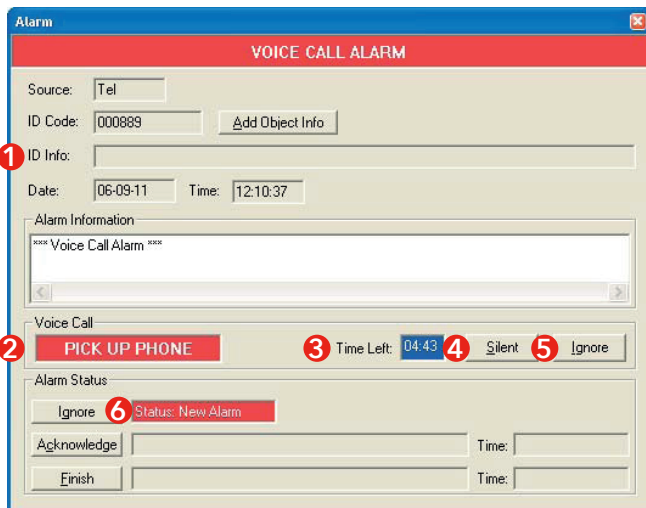 Alarm
VOICE CALL ALARM
Source: Tel
ID Code: 000889 Add Object Info
1 ID Info:
Date: 06-09-11 Time: 12:10:37
Alarm Information
*** Voice Call Alarm ***
Voice Call
2 PICK UP PHONE 3 Time Left: 04:43 4 Silent 5 Ignore
Alarm Status
Ignore 6 Status: New Alarm
Acknowledge Time:
Finish Time: